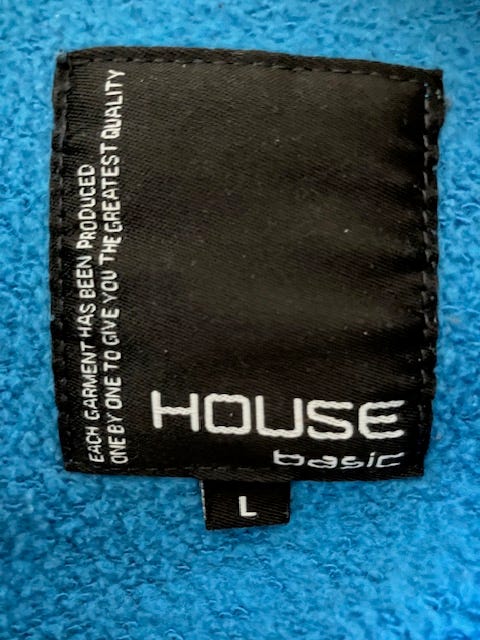 EACH GARMENT HAS BEEN PRODUCED
ONE BY ONE TO GIVE YOU THE GREATEST QUALITY
HOUSE
basic
L